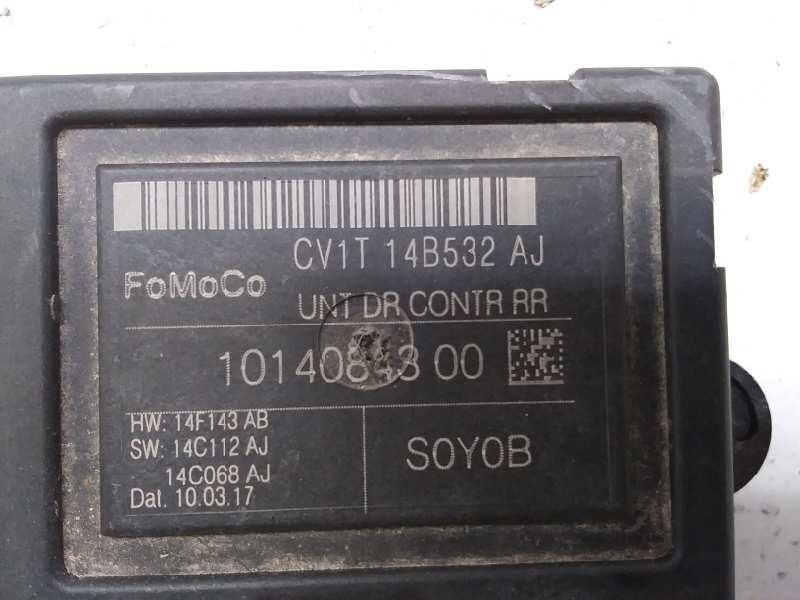 CV1T 14B532 AJ
FoMoCo
UNT DR CONTR RR
00
HW: 14F143 AB
SW: 14C112 AJ
14C068 AJ
Dat. 10.03.17
S0Y0B